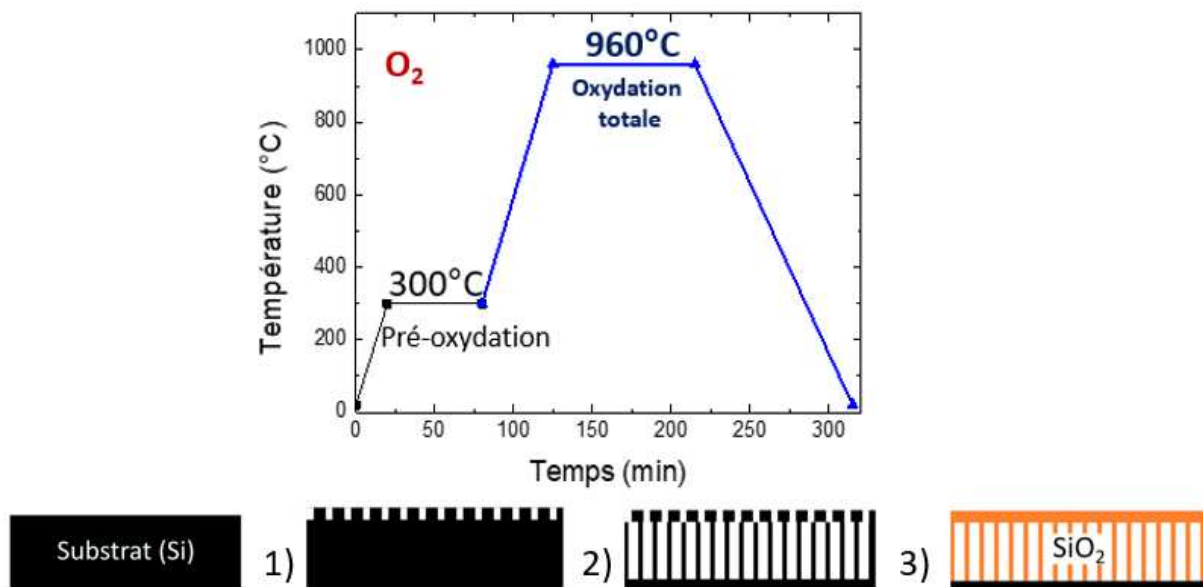 1000
800
600
400
200
0
Température (°C)
O₂
960°C
Oxydation
totale
300°C
Pré-oxydation
0 50 100 150 200 250 300
Temps (min)
Substrat (Si) 1) 2) 3) SiO₂